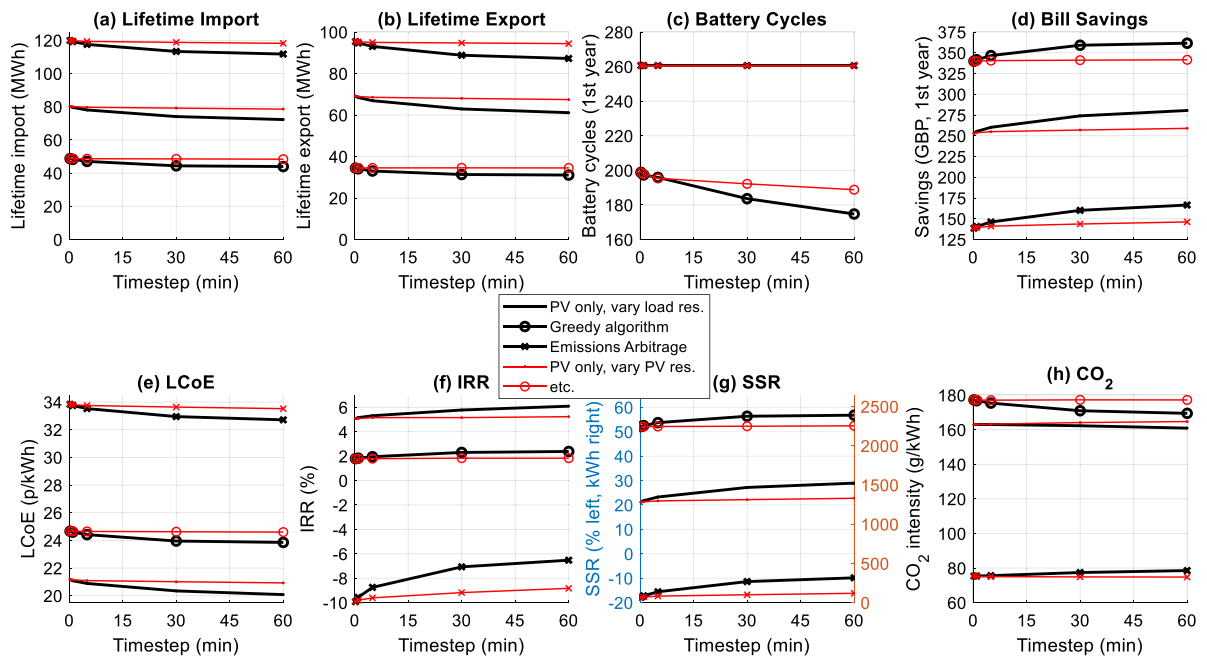 (a) Lifetime Import
Lifetime import (MWh)
120
100
80
60
40
20
0
0 15 30 45 60
Timestep (min)
(b) Lifetime Export
Lifetime export (MWh)
100
80
60
40
20
0
0 15 30 45 60
Timestep (min)
(c) Battery Cycles
Battery cycles (1st year)
280
260
240
220
200
180
160
0 15 30 45 60
Timestep (min)
(d) Bill Savings
Savings (GBP, 1st year)
375
350
325
300
275
250
225
200
175
150
125
0 15 30 45 60
Timestep (min)
PV only, vary load res.
Greedy algorithm
Emissions Arbitrage
PV only, vary PV res.
etc.
(e) LCoE
LCoE (p/kWh)
34
32
30
28
26
24
22
20
0 15 30 45 60
Timestep (min)
(f) IRR
IRR (%)
6
4
2
0
-2
-4
-6
-8
-10
0 15 30 45 60
Timestep (min)
(g) SSR
SSR (% left, kWh right)
60
50
40
30
20
10
0
-10
-20
2500
2000
1500
1000
500
0
0 15 30 45 60
Timestep (min)
(h) CO2
CO2 intensity (g/kWh)
180
160
140
120
100
80
60
0 15 30 45 60
Timestep (min)